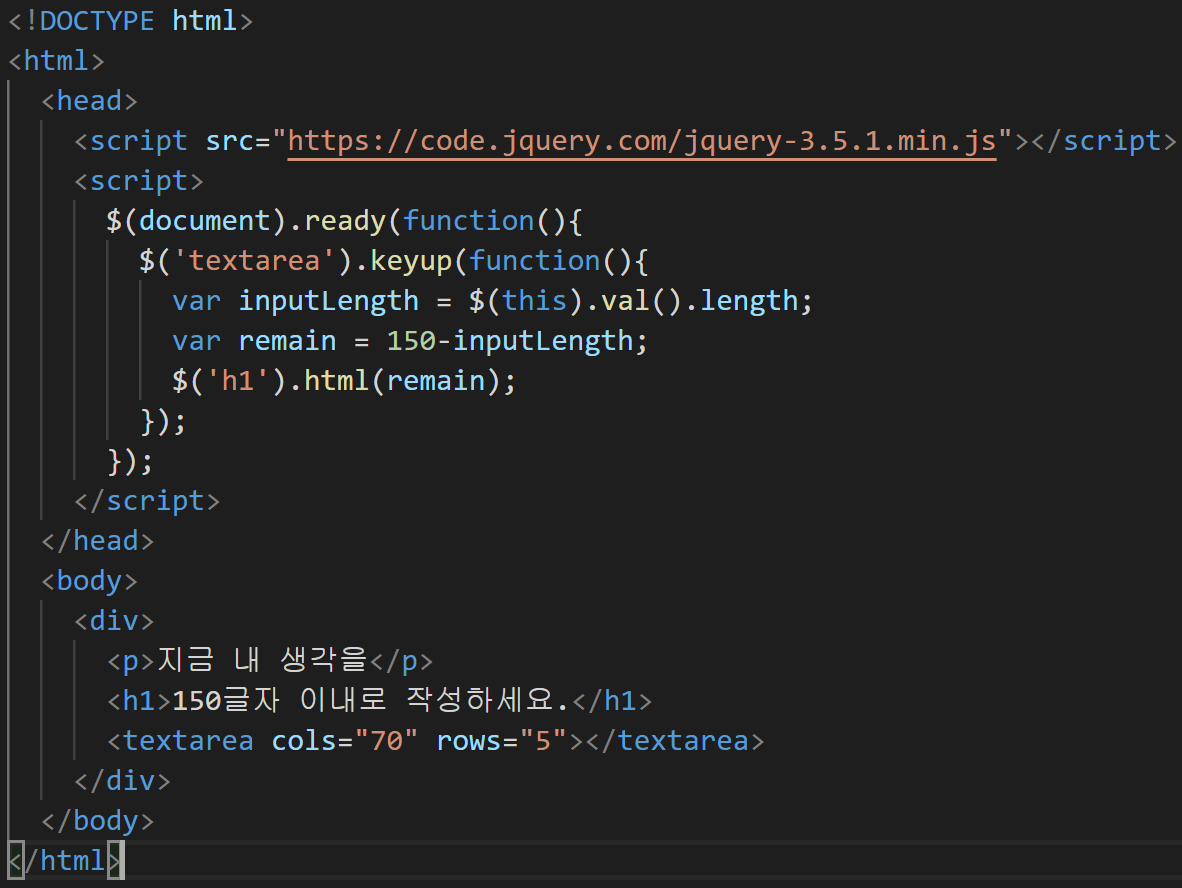 <!DOCTYPE html>
<html>
  <head>
    <script src="https://code.jquery.com/jquery-3.5.1.min.js"></script>
    <script>
      $(document).ready(function(){
        $('textarea').keyup(function(){
          var inputLength = $(this).val().length;
          var remain = 150-inputLength;
          $('h1').html(remain);
        });
      });
    </script>
  </head>
  <body>
    <div>
      <p>지금 내 생각을</p>
      <h1>150글자 이내로 작성하세요.</h1>
      <textarea cols="70" rows="5"></textarea>
    </div>
  </body>
</html>